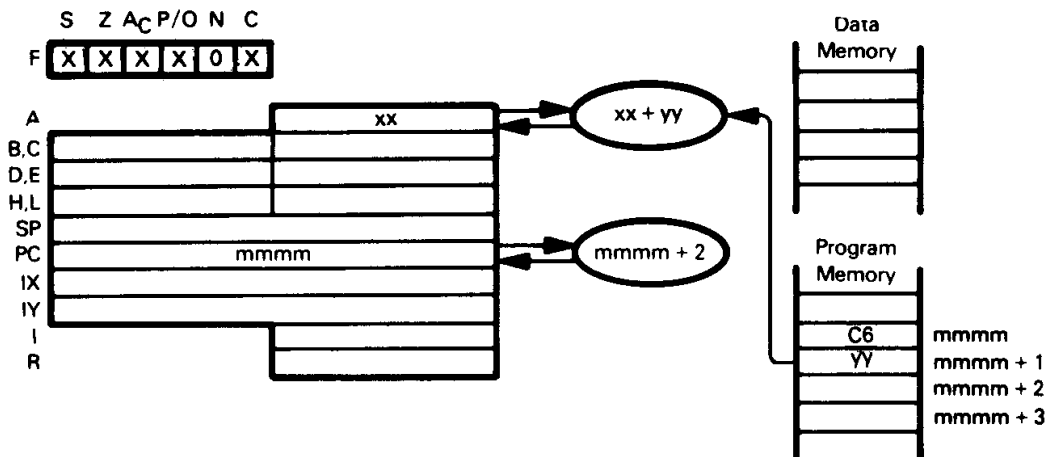 S Z AC P/O N C
F X X X X 0 X
Data
Memory
A xx
xx + yy
B,C
D,E
H,L
SP
PC mmmm
mmmm + 2
IX
IY
I
R
Program
Memory
C6 mmmm
yy mmmm + 1
mmmm + 2
mmmm + 3